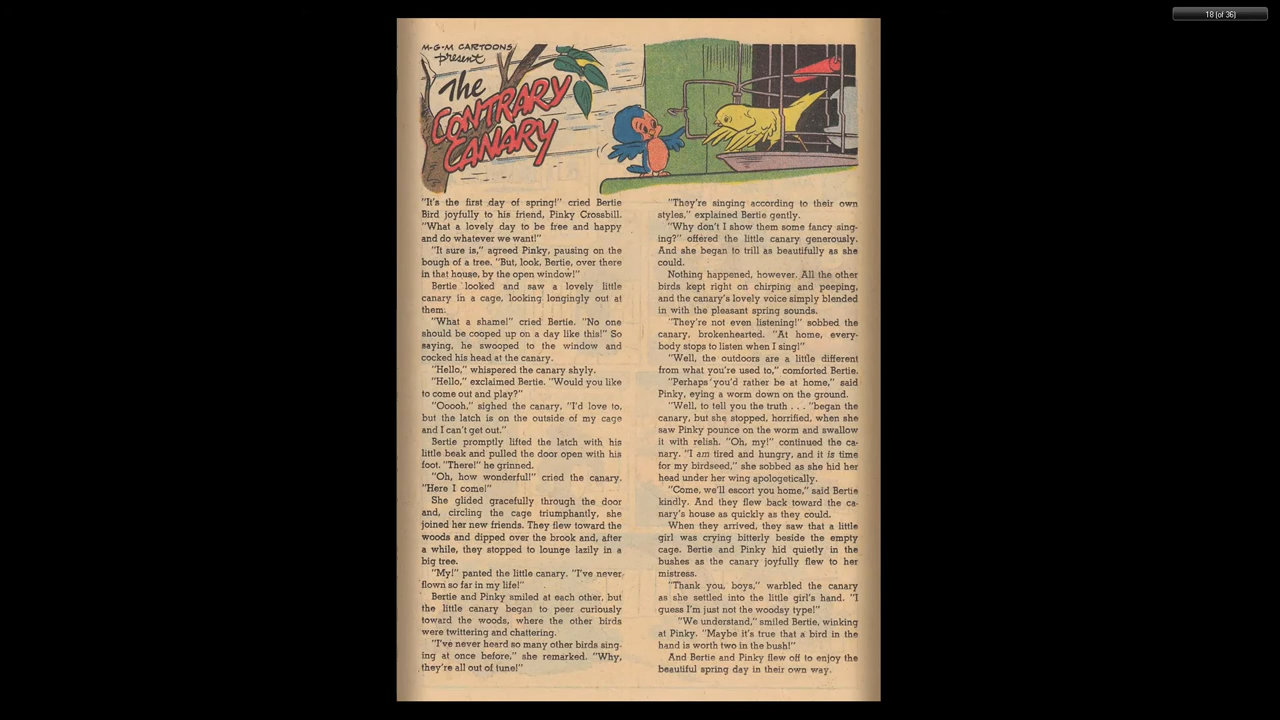 18 (of 36)
M•G•M CARTOONS
present
The
CONTRARY
CANARY
"It's the first day of spring!" cried Bertie
Bird joyfully to his friend, Pinky Crossbill.
"What a lovely day to be free and happy
and do whatever we want!"
"It sure is," agreed Pinky, pausing on the
bough of a tree. "But, look, Bertie, over there
in that house, by the open window!"
Bertie looked and saw a lovely little
canary in a cage, looking longingly out at
them.
"What a shame!" cried Bertie. "No one
should be cooped up on a day like this!" So
saying, he swooped to the window and
cocked his head at the canary.
"Hello," whispered the canary shyly.
"Hello," exclaimed Bertie. "Would you like
to come out and play?"
"Ooooh," sighed the canary, "I'd love to,
but the latch is on the outside of my cage
and I can't get out."
Bertie promptly lifted the latch with his
little beak and pulled the door open with his
foot. "There!" he grinned.
"Oh, how wonderful!" cried the canary.
"Here I come!"
She glided gracefully through the door
and, circling the cage triumphantly, she
joined her new friends. They flew toward the
woods and dipped over the brook and, after
a while, they stopped to lounge lazily in a
big tree.
"My!" panted the little canary. "I've never
flown so far in my life!"
Bertie and Pinky smiled at each other, but
the little canary began to peer curiously
toward the woods, where the other birds
were twittering and chattering.
"I've never heard so many other birds sing-
ing at once before," she remarked. "Why,
they're all out of tune!"
"They're singing according to their own
styles," explained Bertie gently.
"Why don't I show them some fancy sing-
ing?" offered the little canary generously.
And she began to trill as beautifully as she
could.
Nothing happened, however. All the other
birds kept right on chirping and peeping,
and the canary's lovely voice simply blended
in with the pleasant spring sounds.
"They're not even listening!" sobbed the
canary, brokenhearted. "At home, every-
body stops to listen when I sing!"
"Well, the outdoors are a little different
from what you're used to," comforted Bertie.
"Perhaps you'd rather be at home," said
Pinky, eying a worm down on the ground.
"Well, to tell you the truth . . . "began the
canary, but she stopped, horrified, when she
saw Pinky pounce on the worm and swallow
it with relish. "Oh, my!" continued the ca-
nary. "I am tired and hungry, and it is time
for my birdseed," she sobbed as she hid her
head under her wing apologetically.
"Come, we'll escort you home," said Bertie
kindly. And they flew back toward the ca-
nary's house as quickly as they could.
When they arrived, they saw that a little
girl was crying bitterly beside the empty
cage. Bertie and Pinky hid quietly in the
bushes as the canary joyfully flew to her
mistress.
"Thank you, boys," warbled the canary
as she settled into the little girl's hand. "I
guess I'm just not the woodsy type!"
"We understand," smiled Bertie, winking
at Pinky. "Maybe it's true that a bird in the
hand is worth two in the bush!"
And Bertie and Pinky flew off to enjoy the
beautiful spring day in their own way.